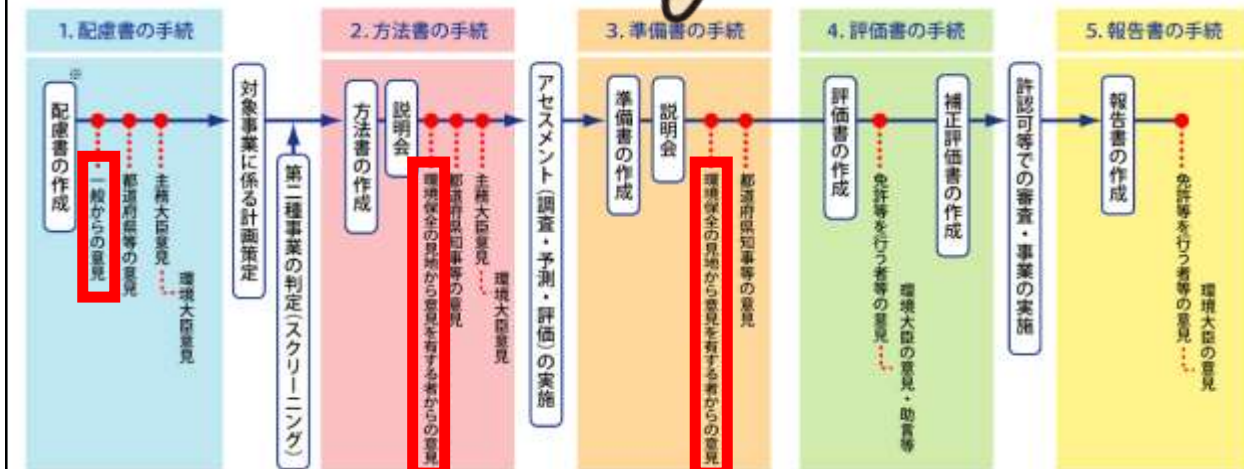 1. 配慮書の手続
※
配慮書の作成
一般からの意見
都道府県等の意見
主務大臣意見
環境大臣意見
対象事業に係る計画策定
第二種事業の判定(スクリーニング)
2. 方法書の手続
方法書の作成
説明会
環境保全の見地から意見を有する者からの意見
都道府県知事等の意見
主務大臣意見
環境大臣意見
アセスメント(調査・予測・評価)の実施
3. 準備書の手続
準備書の作成
説明会
環境保全の見地から意見を有する者からの意見
都道府県知事等の意見
4. 評価書の手続
評価書の作成
免許等を行う者等の意見
環境大臣の意見・助言等
補正評価書の作成
許認可等での審査・事業の実施
5. 報告書の手続
報告書の作成
免許等を行う者等の意見
環境大臣の意見